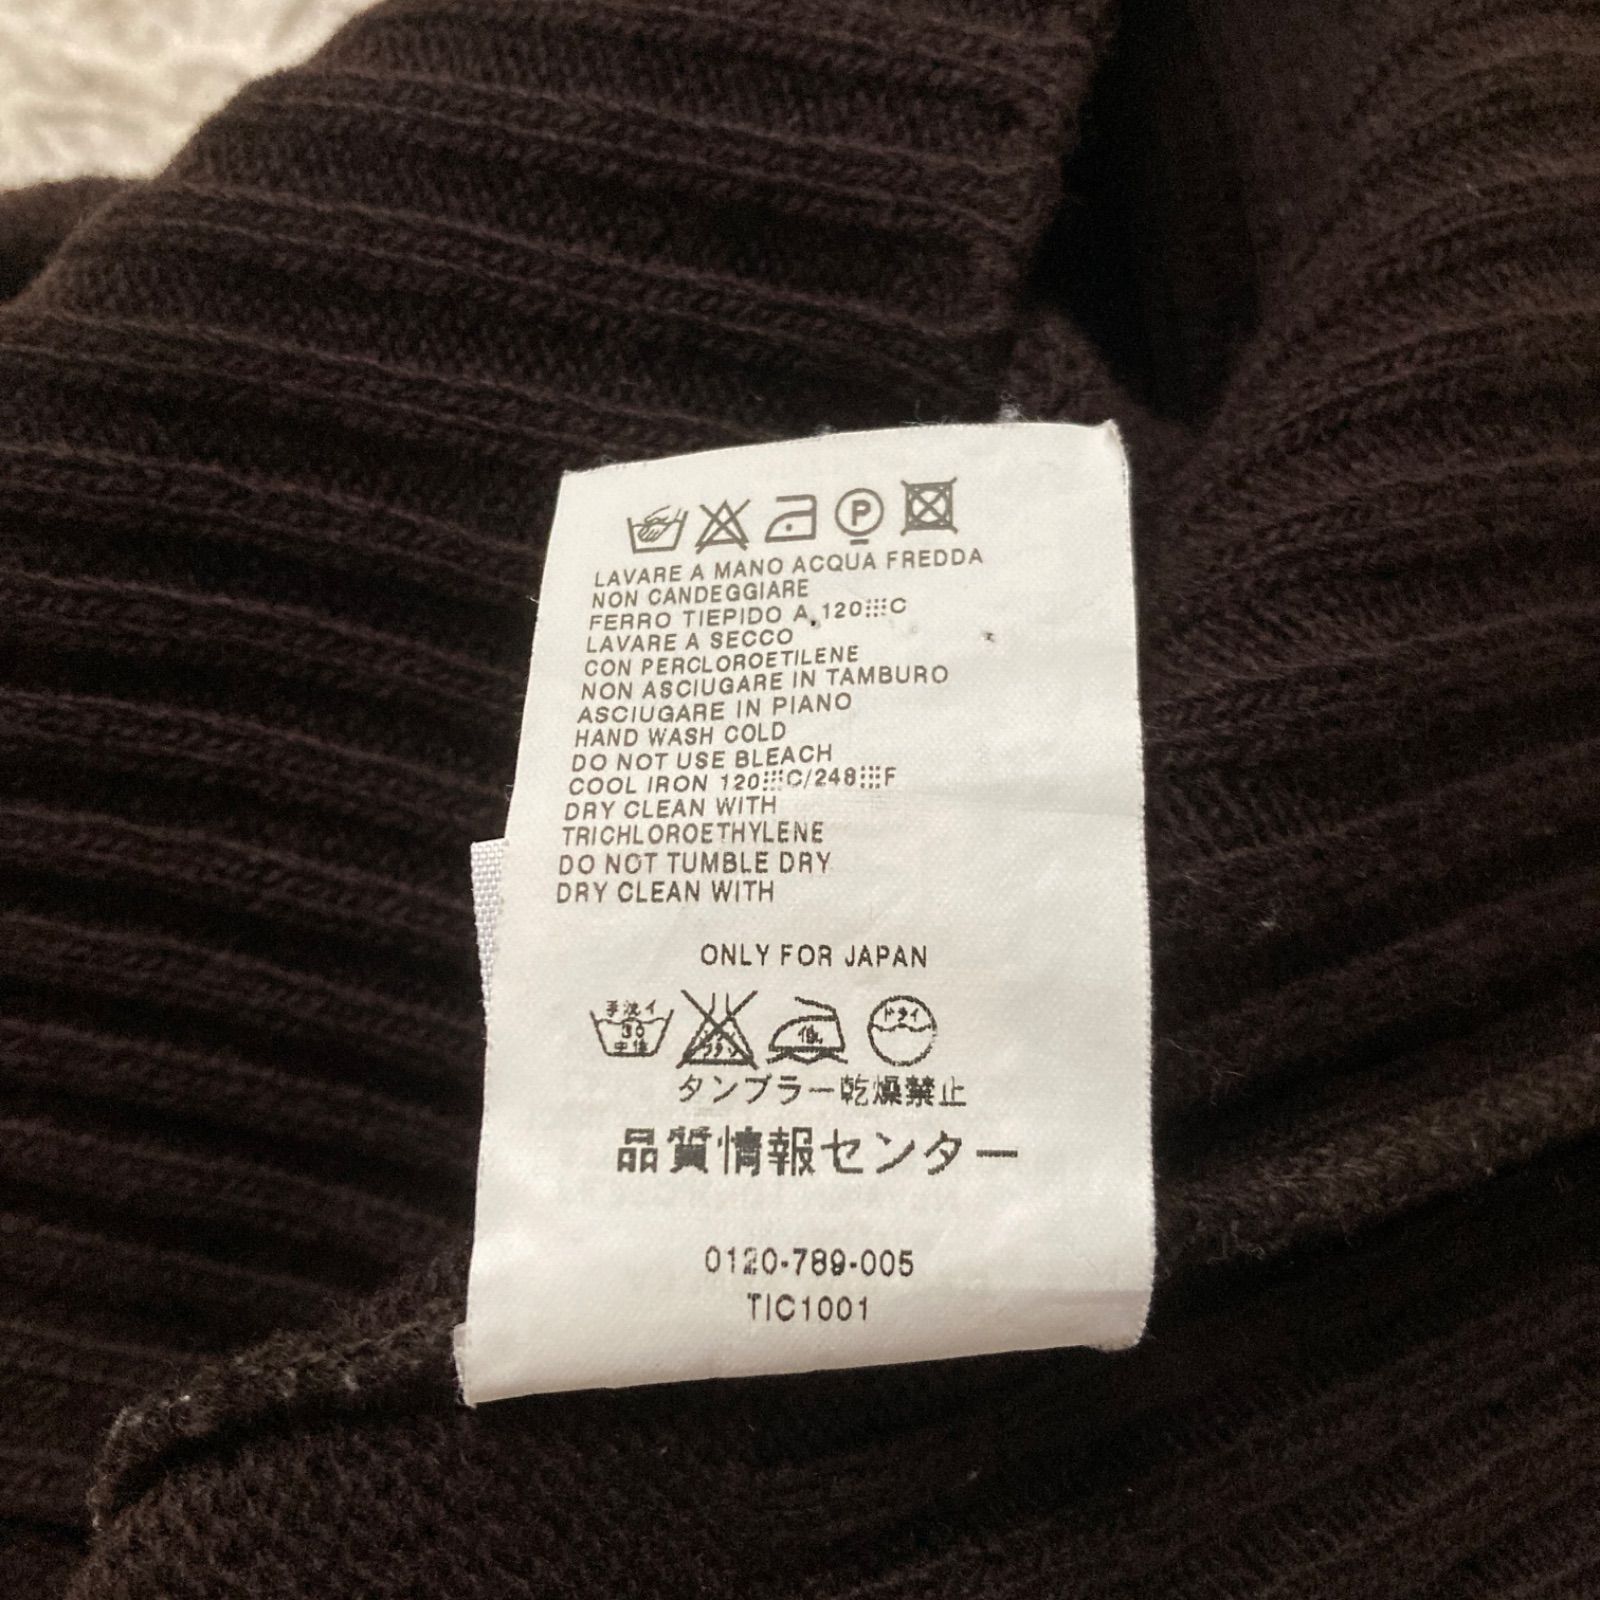 P
LAVARE A MANO ACQUA FREDDA
NON CANDEGGIARE
FERRO TIEPIDO A 120 C
LAVARE A SECCO
CON PERCLOROETILENE
NON ASCIUGARE IN TAMBURO
ASCIUGARE IN PIANO
HAND WASH COLD
DO NOT USE BLEACH
COOL IRON 120 C/248 F
DRY CLEAN WITH
TRICHLOROETHYLENE
DO NOT TUMBLE DRY
DRY CLEAN WITH
ONLY FOR JAPAN
手洗イ
30
中性
ドライ
タンブラー乾燥禁止
品質情報センター
0120-789-005
TIC1001